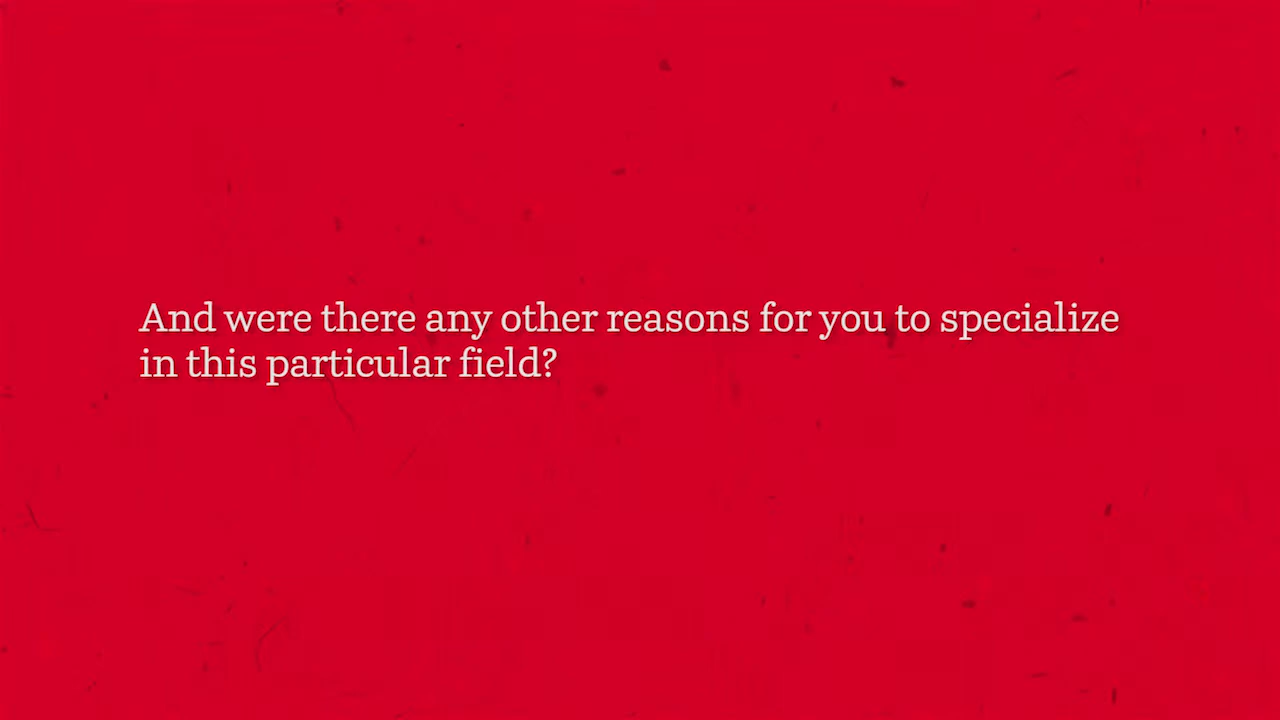 And were there any other reasons for you to specialize
in this particular field?